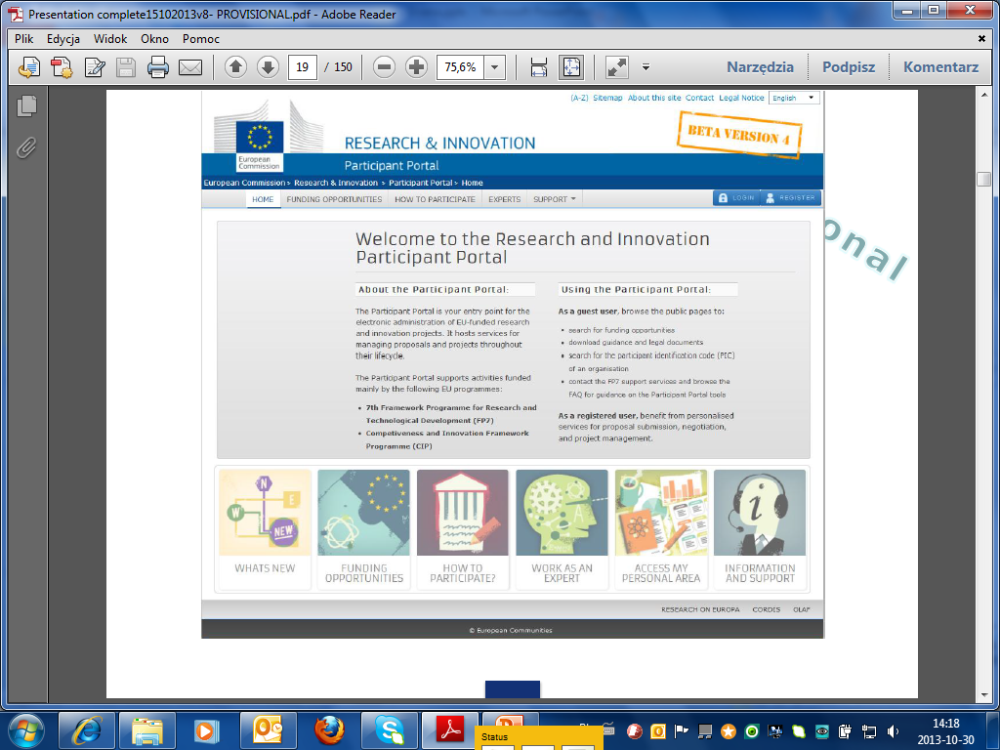 Presentation complete15102013v8- PROVISIONAL.pdf - Adobe Reader
Plik Edycja Widok Okno Pomoc
19 / 150 75,6% Narzędzia Podpisz Komentarz
(A-Z) Sitemap About this site Contact Legal Notice English
BETA VERSION 4
RESEARCH & INNOVATION
European
Commission
Participant Portal
European Commission > Research & Innovation > Participant Portal > Home
HOME FUNDING OPPORTUNITIES HOW TO PARTICIPATE EXPERTS SUPPORT LOGIN REGISTER
onal
Welcome to the Research and Innovation
Participant Portal
About the Participant Portal:
The Participant Portal is your entry point for the
electronic administration of EU-funded research
and innovation projects. It hosts services for
managing proposals and projects throughout
their lifecycle.
The Participant Portal supports activities funded
mainly by the following EU programmes:
• 7th Framework Programme for Research and
Technological Development (FP7)
• Competiveness and Innovation Framework
Programme (CIP)
Using the Participant Portal:
As a guest user, browse the public pages to:
• search for funding opportunities
• download guidance and legal documents
• search for the participant identification code (PIC)
of an organisation
• contact the FP7 support services and browse the
FAQ for guidance on the Participant Portal tools
As a registered user, benefit from personalised
services for proposal submission, negotiation,
and project management.
N
W
E
NEW
WHATS NEW
FUNDING
OPPORTUNITIES
HOW TO
PARTICIPATE?
WORK AS AN
EXPERT
ACCESS MY
PERSONAL AREA
INFORMATION
AND SUPPORT
RESEARCH ON EUROPA CORDIS OLAF
© European Communities
Status
14:18
2013-10-30